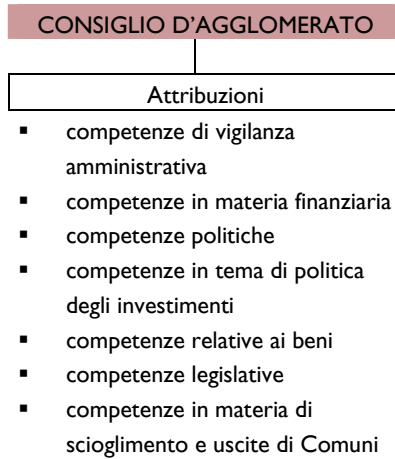 CONSIGLIO D’AGGLOMERATO
Attribuzioni
▪ competenze di vigilanza
amministrativa
▪ competenze in materia finanziaria
▪ competenze politiche
▪ competenze in tema di politica
degli investimenti
▪ competenze relative ai beni
▪ competenze legislative
▪ competenze in materia di
scioglimento e uscite di Comuni